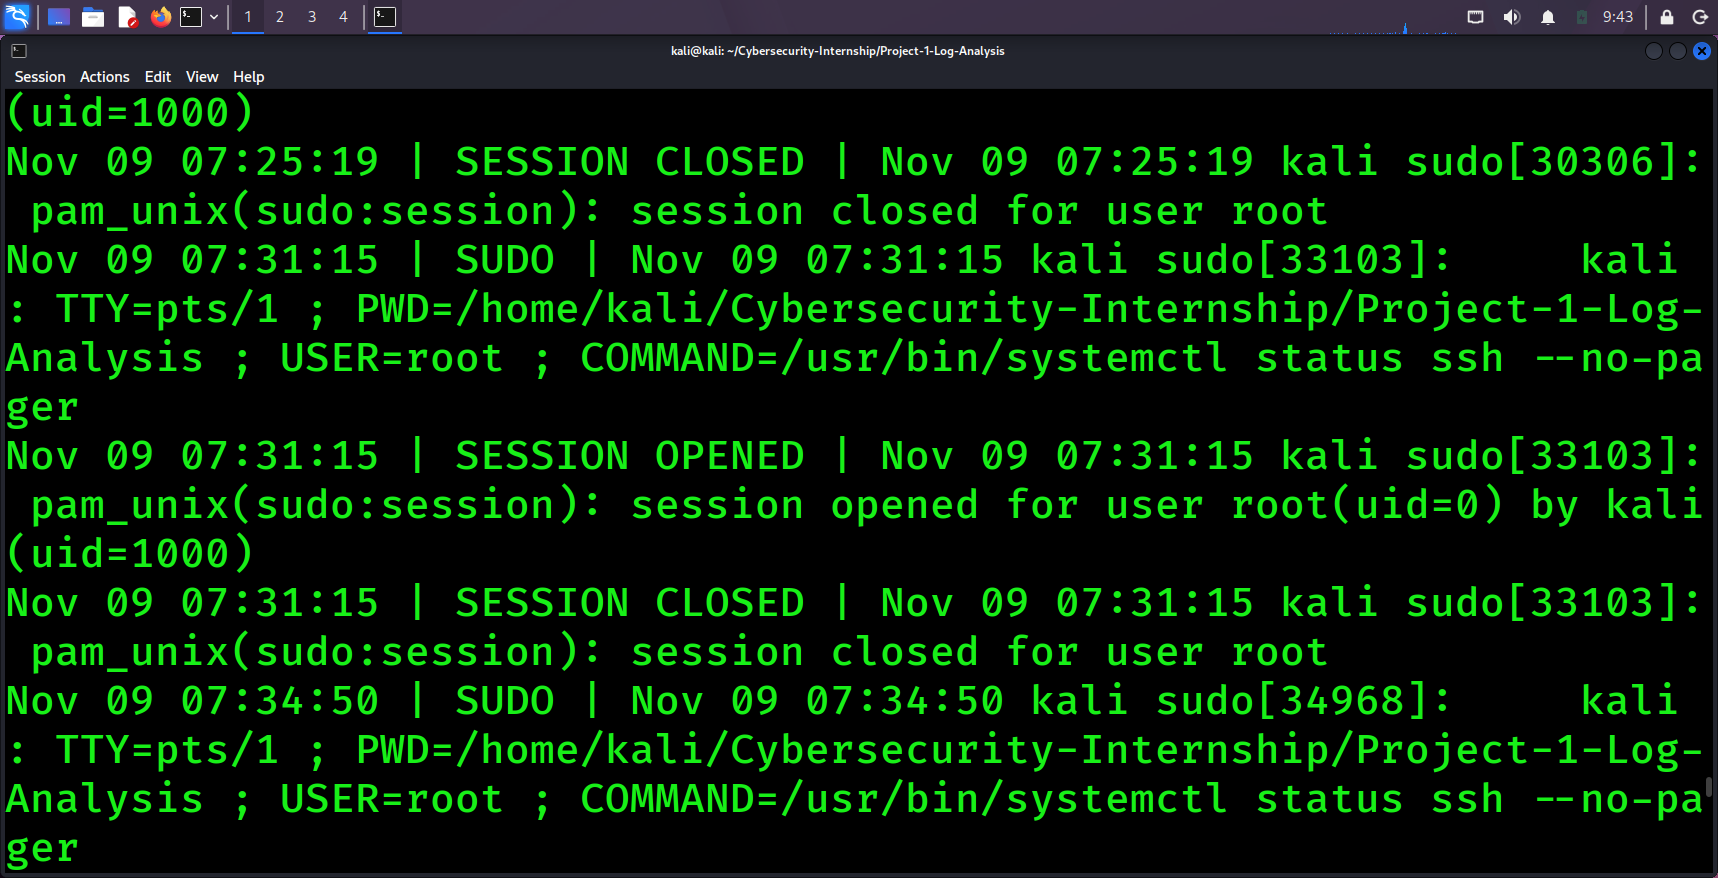 1 2 3 4 9:43
kali@kali: ~/Cybersecurity-Internship/Project-1-Log-Analysis
Session Actions Edit View Help
(uid=1000)
Nov 09 07:25:19 | SESSION CLOSED | Nov 09 07:25:19 kali sudo[30306]:
 pam_unix(sudo:session): session closed for user root
Nov 09 07:31:15 | SUDO | Nov 09 07:31:15 kali sudo[33103]:     kali
: TTY=pts/1 ; PWD=/home/kali/Cybersecurity-Internship/Project-1-Log-
Analysis ; USER=root ; COMMAND=/usr/bin/systemctl status ssh --no-pa
ger
Nov 09 07:31:15 | SESSION OPENED | Nov 09 07:31:15 kali sudo[33103]:
 pam_unix(sudo:session): session opened for user root(uid=0) by kali
(uid=1000)
Nov 09 07:31:15 | SESSION CLOSED | Nov 09 07:31:15 kali sudo[33103]:
 pam_unix(sudo:session): session closed for user root
Nov 09 07:34:50 | SUDO | Nov 09 07:34:50 kali sudo[34968]:     kali
: TTY=pts/1 ; PWD=/home/kali/Cybersecurity-Internship/Project-1-Log-
Analysis ; USER=root ; COMMAND=/usr/bin/systemctl status ssh --no-pa
ger